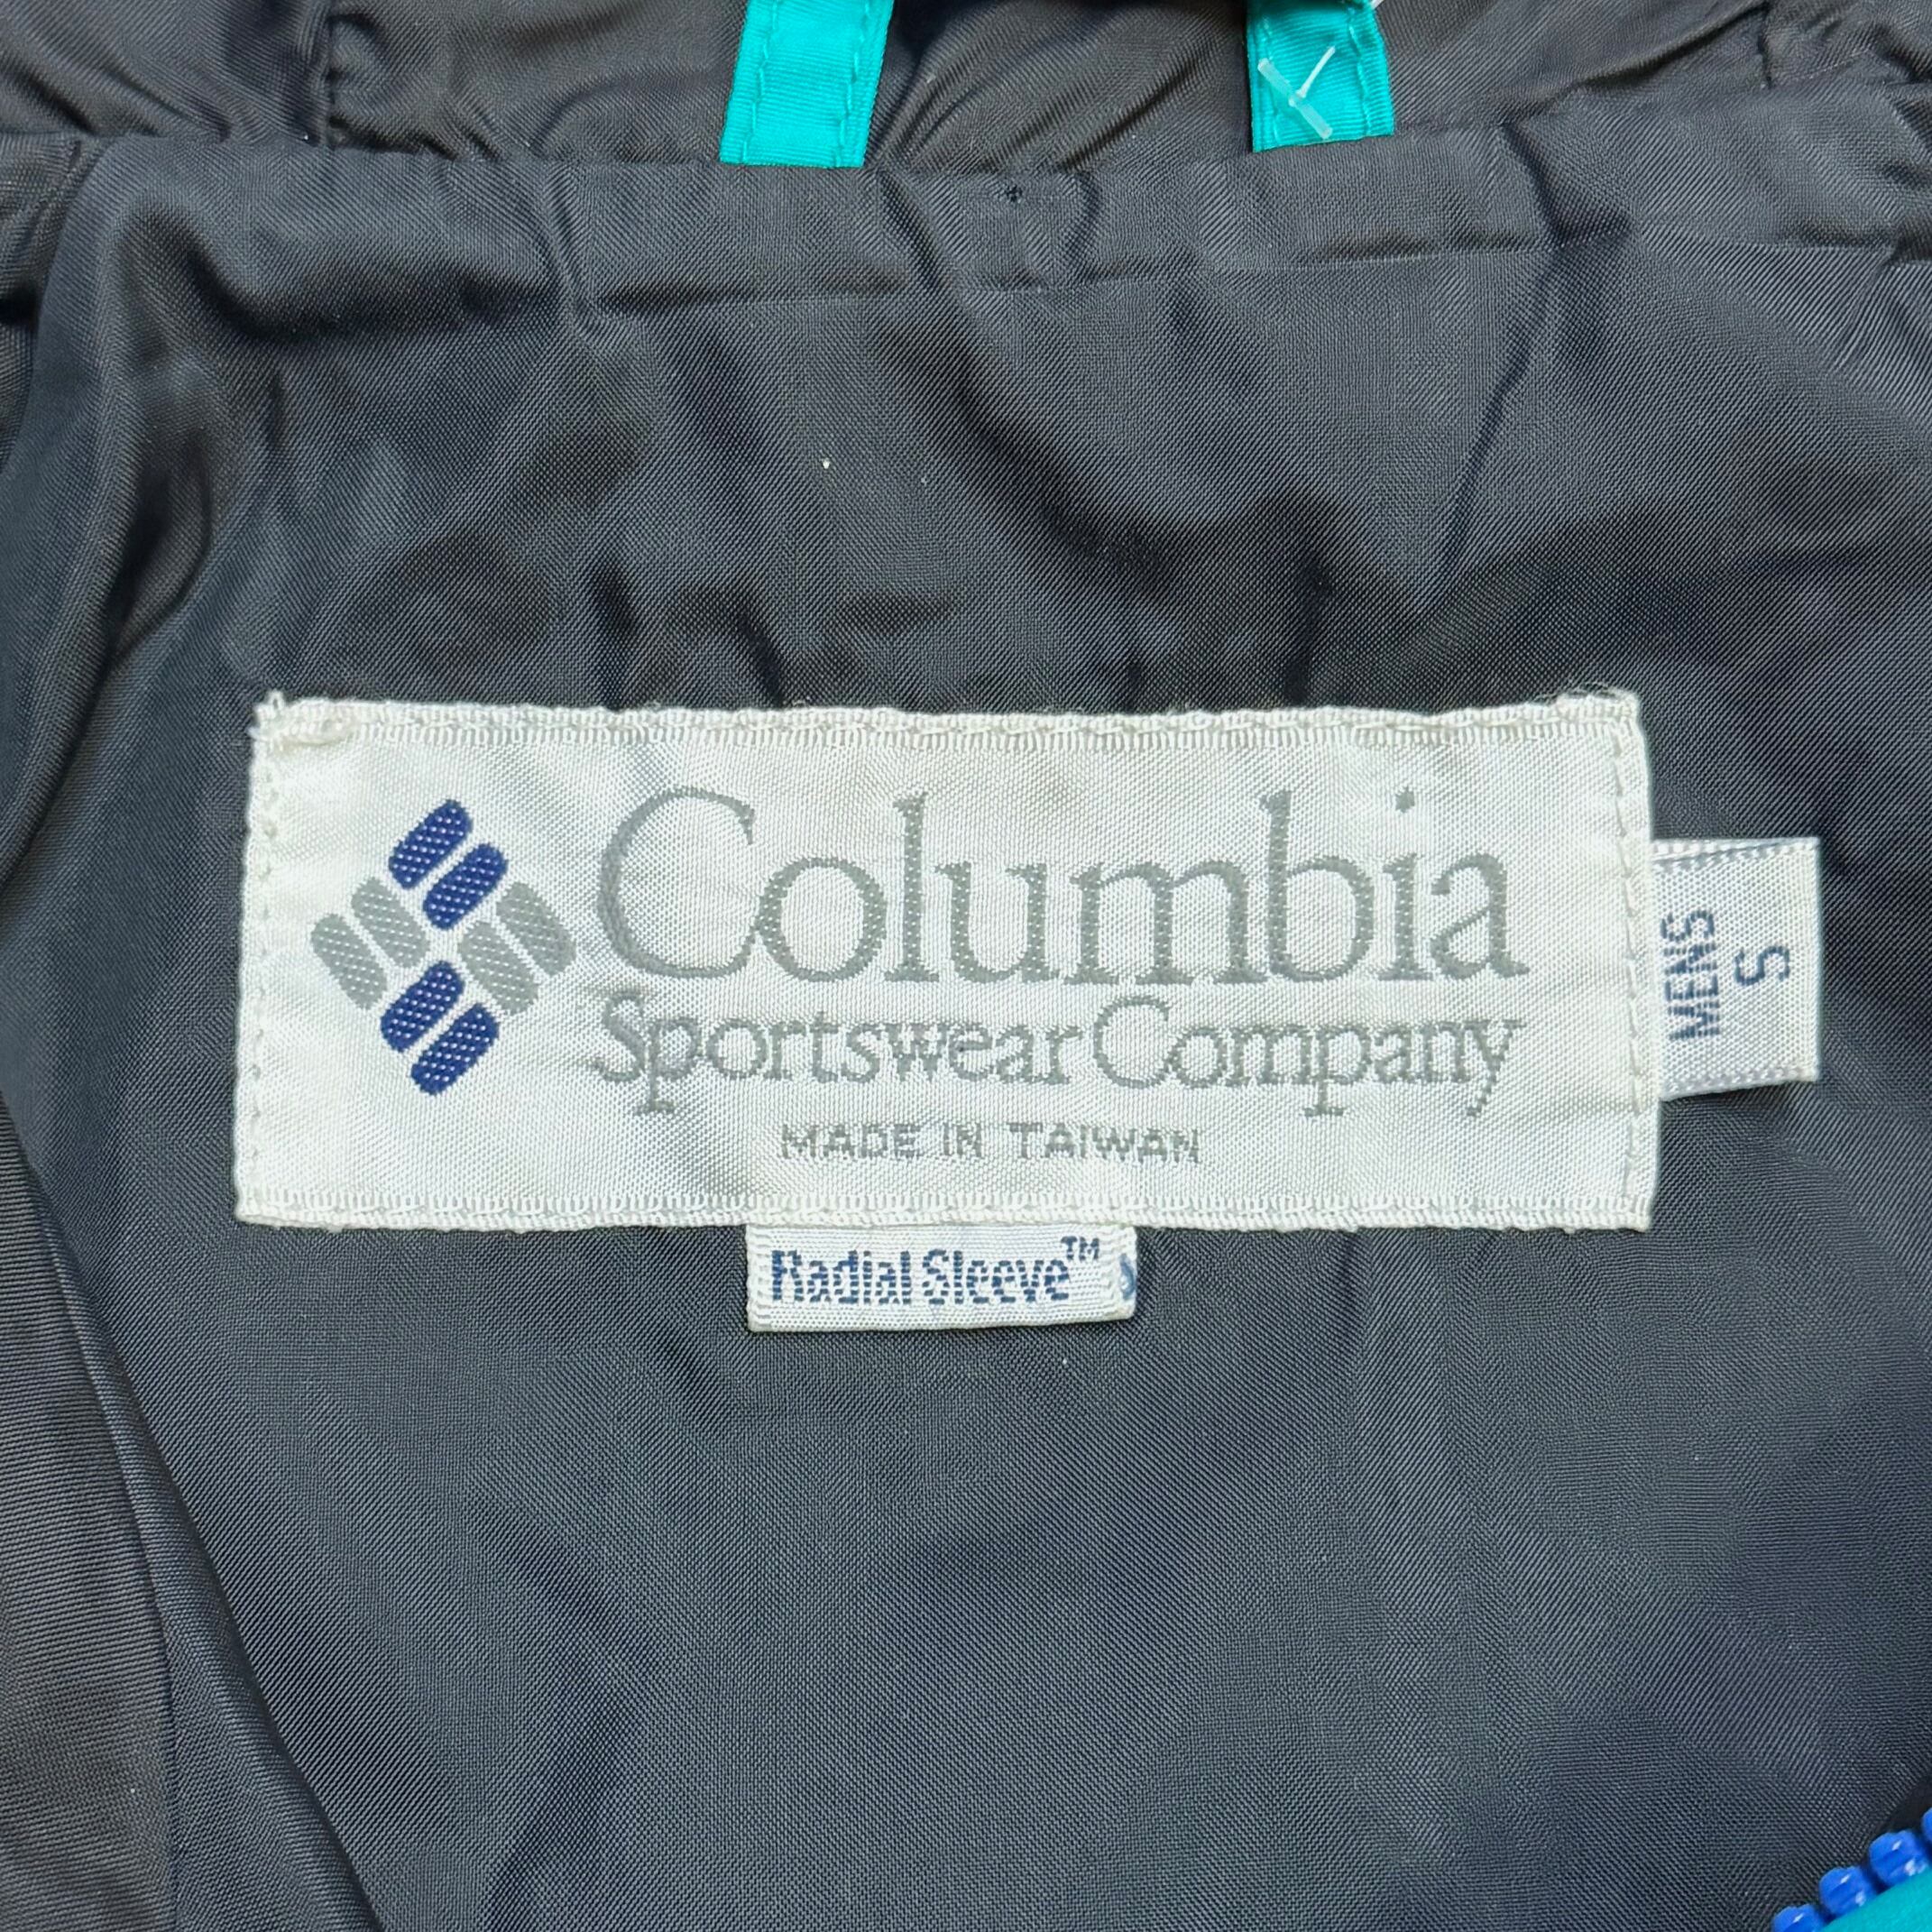 Columbia
Sportswear Company
MADE IN TAIWAN
Radial Sleeve™
MENS
S